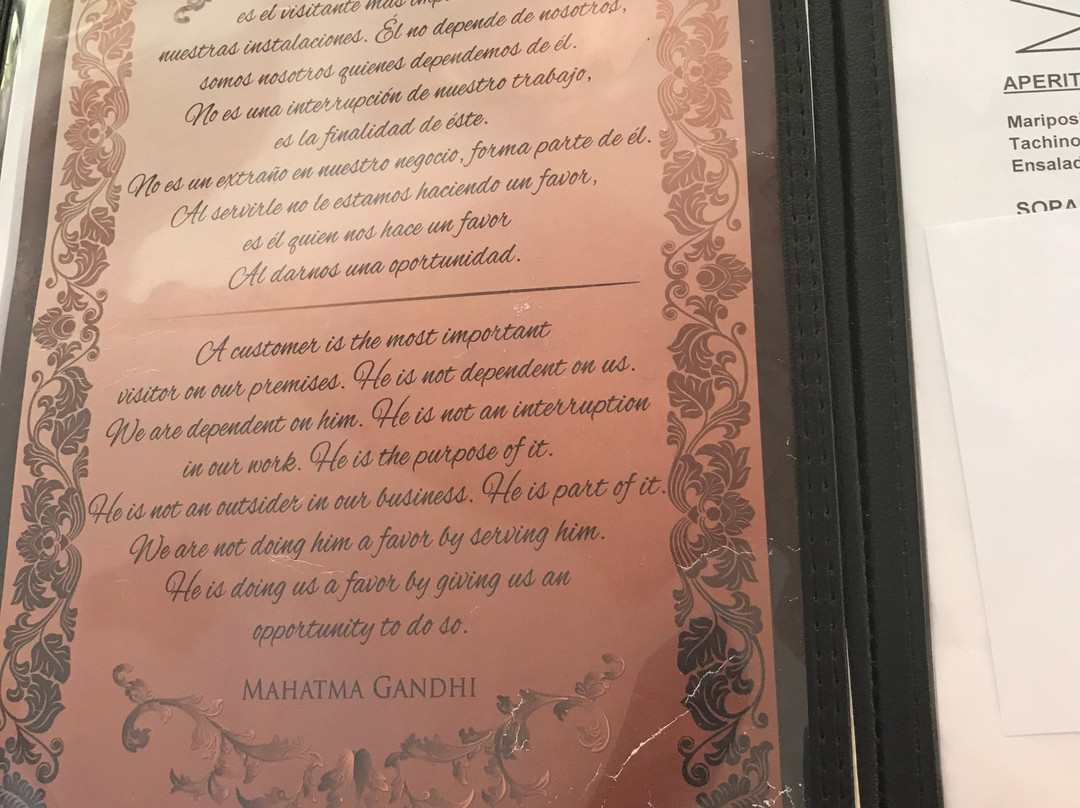 es el visitante más
nuestras instalaciones. Él no depende de nosotros,
somos nosotros quienes dependemos de él.
No es una interrupción de nuestro trabajo,
es la finalidad de éste.
No es un extraño en nuestro negocio, forma parte de él.
Al servirle no le estamos haciendo un favor,
es él quien nos hace un favor
Al darnos una oportunidad.
A customer is the most important
visitor on our premises. He is not dependent on us.
We are dependent on him. He is not an interruption
in our work. He is the purpose of it.
He is not an outsider in our business. He is part of it.
We are not doing him a favor by serving him.
He is doing us a favor by giving us an
opportunity to do so.
MAHATMA GANDHI
APERIT
Maripos
Tachino
Ensalad
SOPA